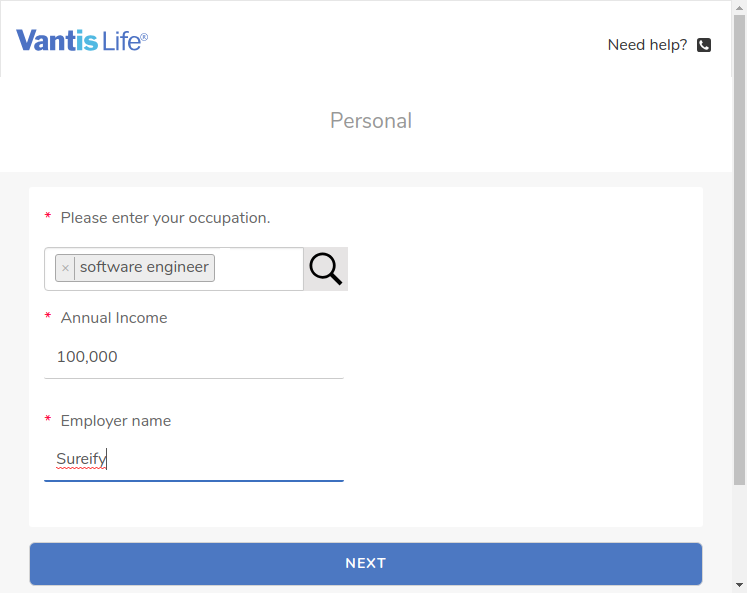 Vantis Life®
Need help?
Personal
* Please enter your occupation.
× software engineer
* Annual Income
100,000
* Employer name
Sureify
NEXT